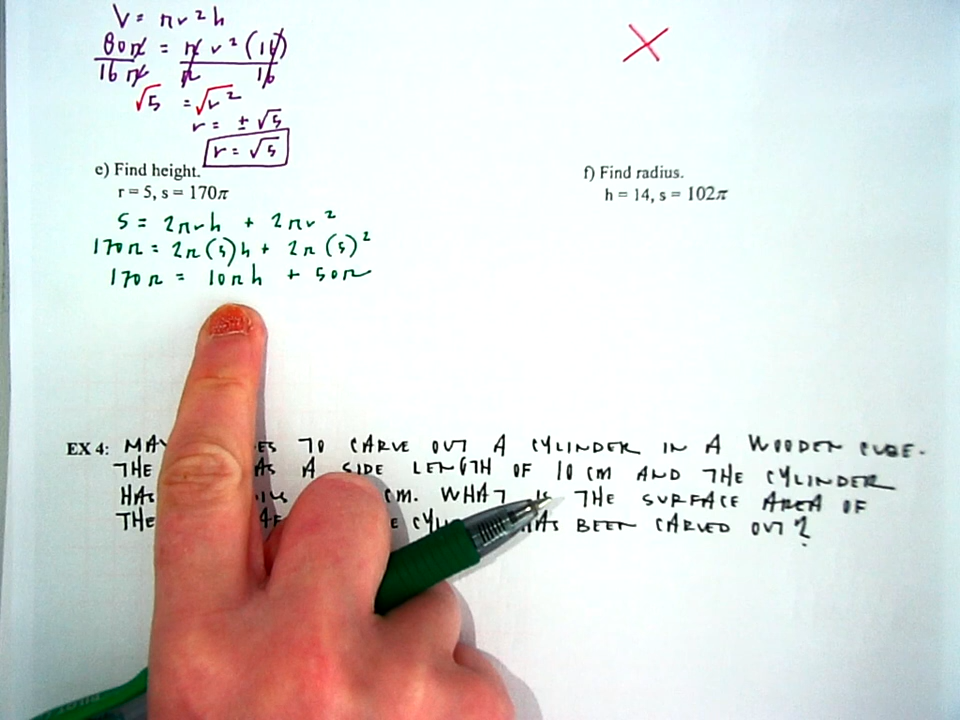 V = πr²h
80π = π r² (16)
16π π 16
√5 = √r²
r = ± √5
r = √5
e) Find height.
r = 5, s = 170π
S = 2πrh + 2πr²
170π = 2π(5)h + 2π(5)²
170π = 10πh + 50π
f) Find radius.
h = 14, s = 102π
EX 4: TO CARVE OUT A CYLINDER IN A WOODEN CUBE.
THE A SIDE LENGTH OF 10 CM AND THE CYLINDER
HAS CM. WHAT IS THE SURFACE AREA OF
THE HAS BEEN CARVED OUT?